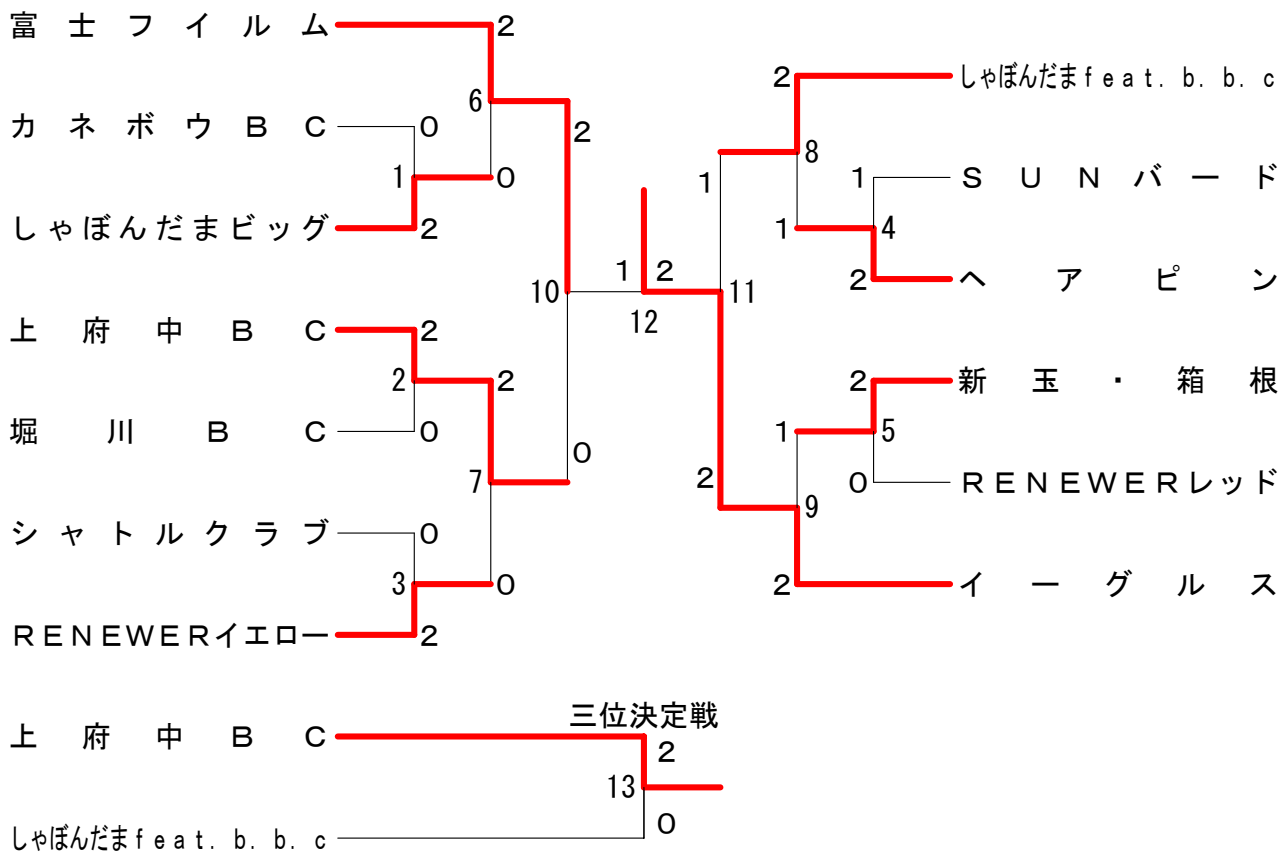 富士フイルム 2
6
カネボウBC 0
2
1
0
しゃぼんだまビッグ 2
10
上府中BC 2
2
2
堀川BC 0
7
0
シャトルクラブ 0
3
0
RENEWERイエロー 2
1 2
12
2 しゃぼんだまfeat.b.b.c
8
1
1 SUNバード
1
4
2 ヘアピン
11
2 新玉・箱根
1
5
2
0 RENEWERレッド
9
2 イーグルス
三位決定戦
上府中BC
2
13
0
しゃぼんだまfeat.b.b.c